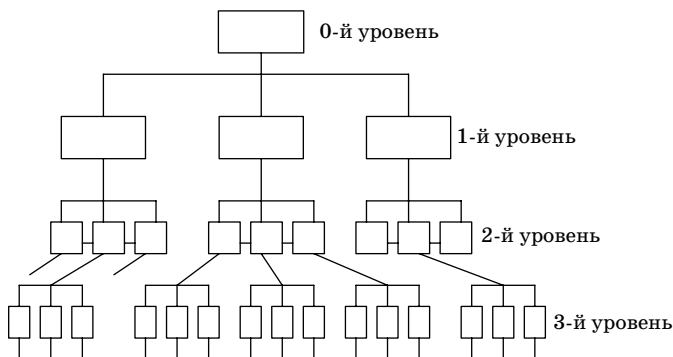 0-й уровень
1-й уровень
2-й уровень
3-й уровень